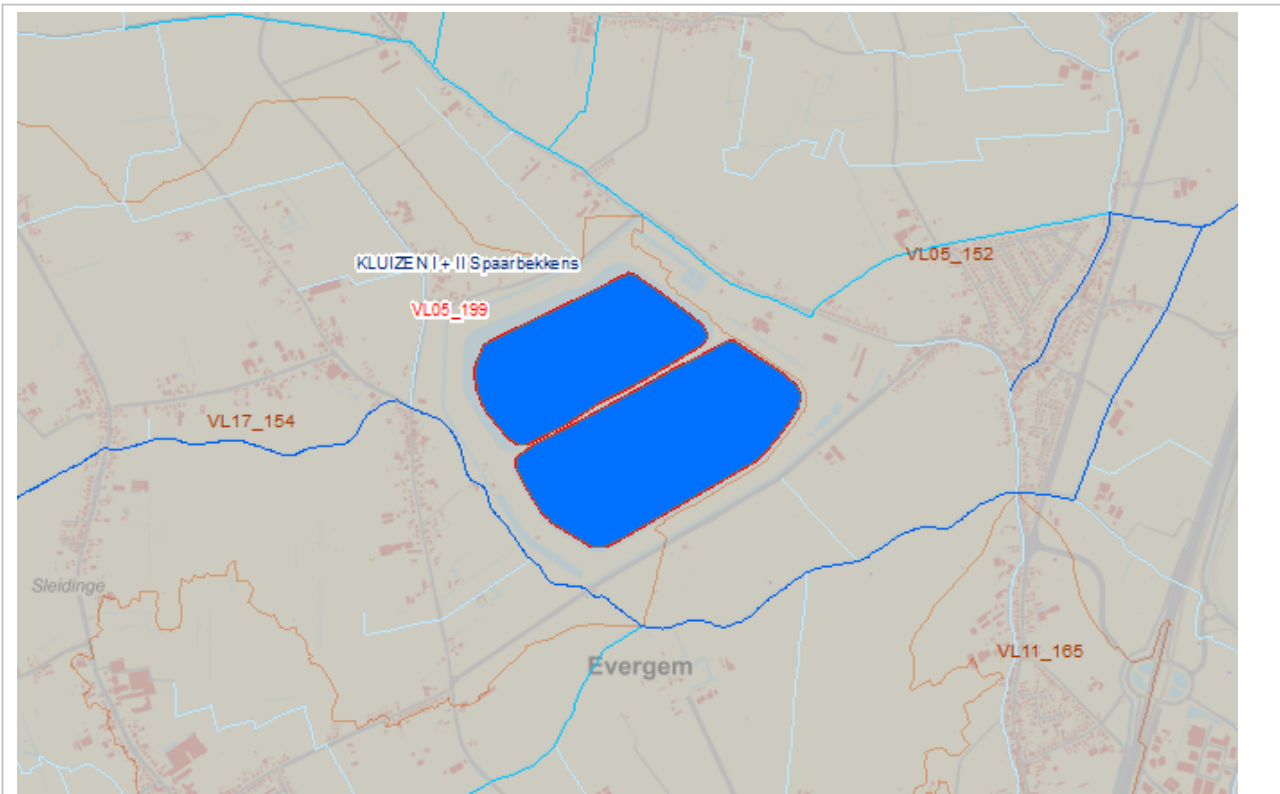 VL05_152
KLUIZEN I + II Spaarbekkens
VL05_199
VL17_154
Sleidinge
VL11_165
Evergem